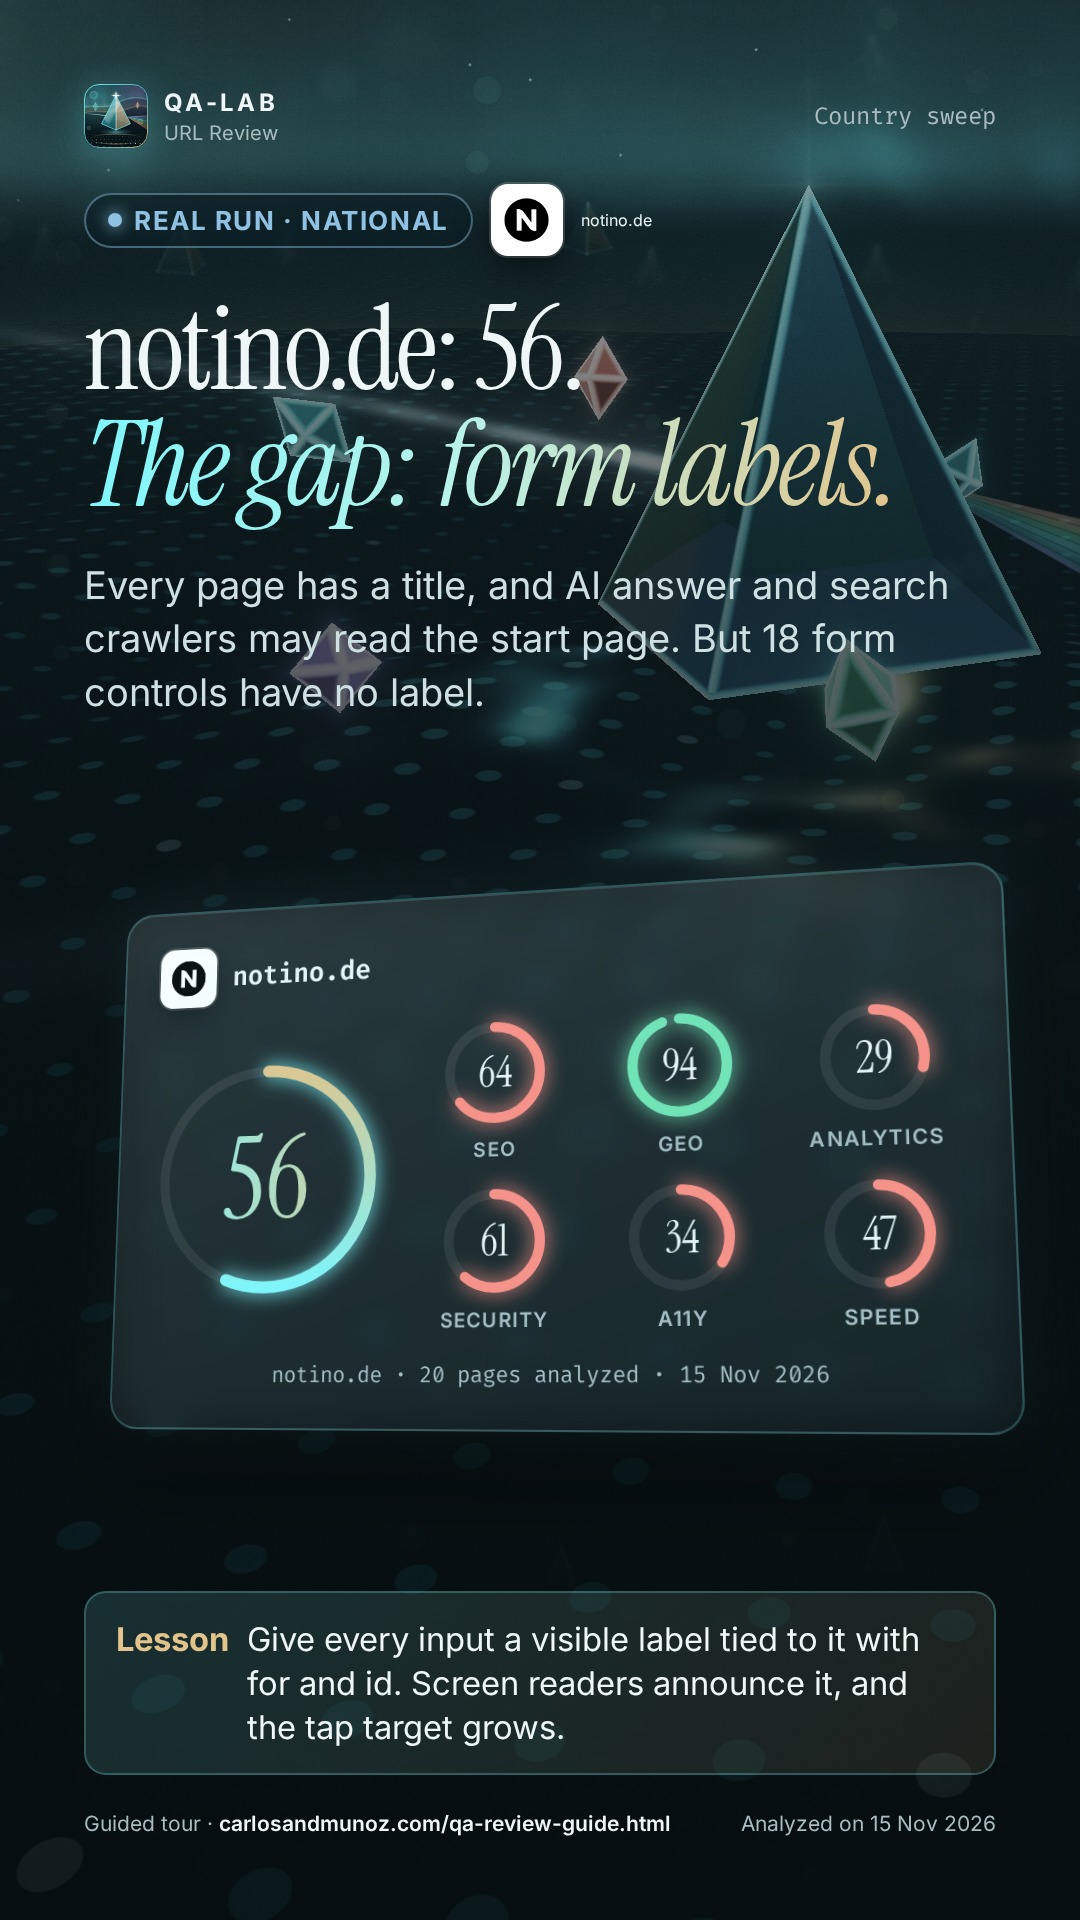 QA-LAB
URL Review
Country sweep
REAL RUN · NATIONAL
N
notino.de
notino.de: 56.
The gap: form labels.
Every page has a title, and AI answer and search
crawlers may read the start page. But 18 form
controls have no label.
N
notino.de
56
64
SEO
94
GEO
29
ANALYTICS
61
SECURITY
34
A11Y
47
SPEED
notino.de · 20 pages analyzed · 15 Nov 2026
Lesson Give every input a visible label tied to it with
for and id. Screen readers announce it, and
the tap target grows.
Guided tour · carlosandmunoz.com/qa-review-guide.html
Analyzed on 15 Nov 2026